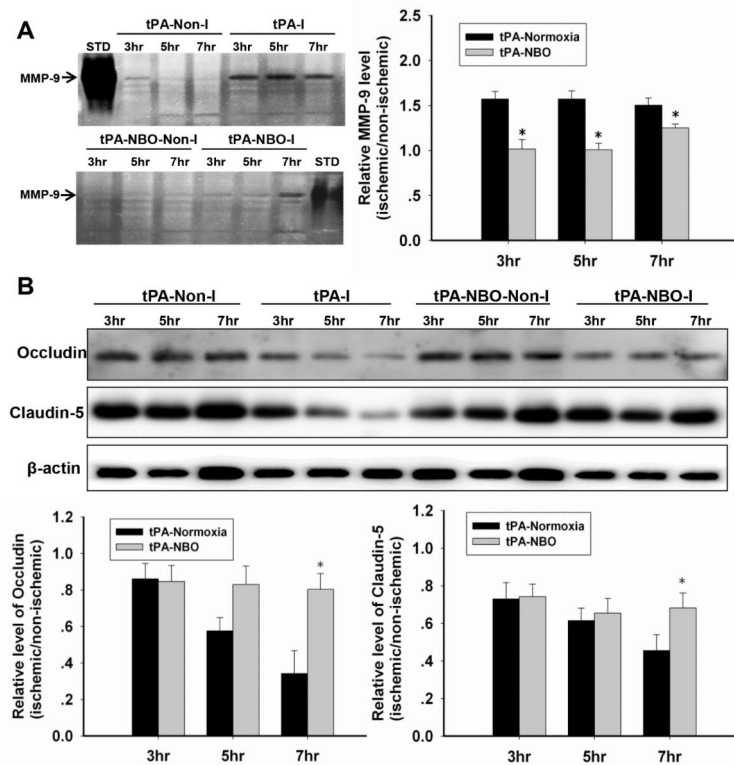 A
tPA-Non-I tPA-I
STD 3hr 5hr 7hr 3hr 5hr 7hr
MMP-9
tPA-NBO-Non-I tPA-NBO-I
3hr 5hr 7hr 3hr 5hr 7hr STD
MMP-9
Relative MMP-9 level
(ischemic/non-ischemic)
2.5
2.0
1.5
1.0
.5
0.0
tPA-Normoxia
tPA-NBO
* * *
3hr 5hr 7hr
B
tPA-Non-I tPA-I tPA-NBO-Non-I tPA-NBO-I
3hr 5hr 7hr 3hr 5hr 7hr 3hr 5hr 7hr 3hr 5hr 7hr
Occludin
Claudin-5
β-actin
Relative level of Occludin
(ischemic/non-ischemic)
1.2
1.0
.8
.6
.4
.2
0.0
tPA-Normoxia
tPA-NBO
*
3hr 5hr 7hr
Relative level of Claudin-5
(ischemic/non-ischemic)
1.2
1.0
.8
.6
.4
.2
0.0
tPA-Normoxia
tPA-NBO
*
3hr 5hr 7hr